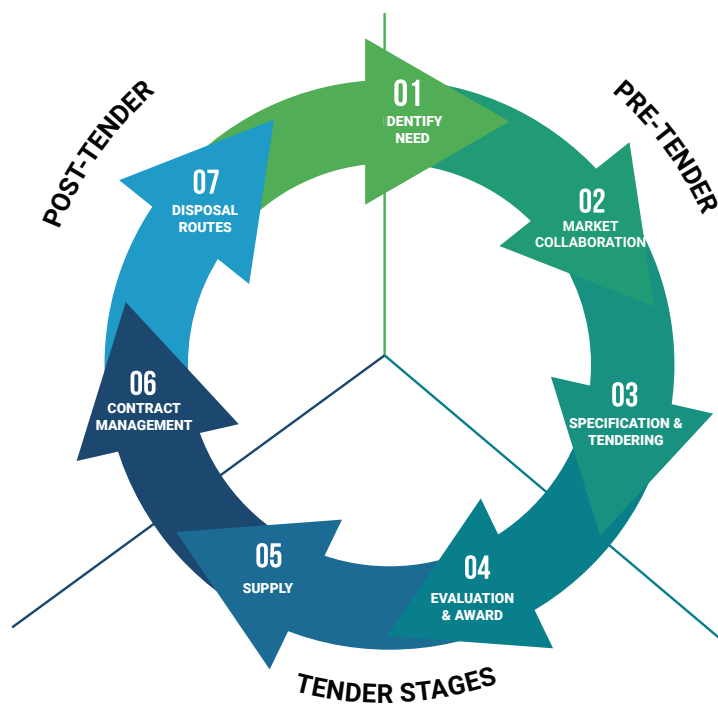 POST-TENDER
PRE-TENDER
01
IDENTIFY
NEED
02
MARKET
COLLABORATION
03
SPECIFICATION &
TENDERING
04
EVALUATION
& AWARD
05
SUPPLY
06
CONTRACT
MANAGEMENT
07
DISPOSAL
ROUTES
TENDER STAGES